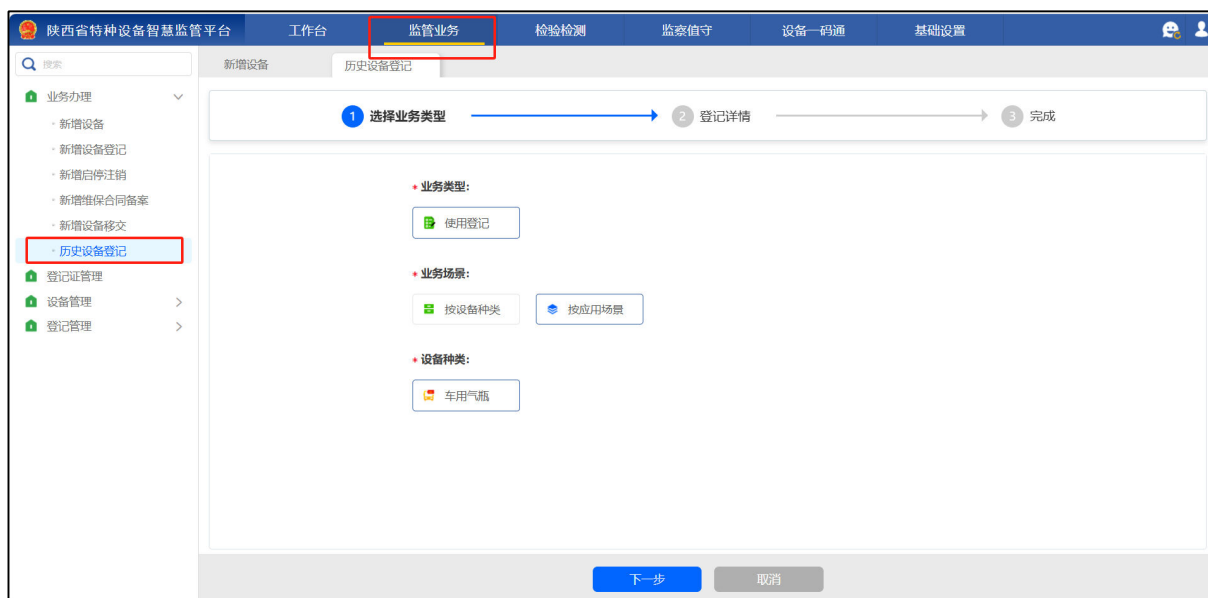 陕西省特种设备智慧监管平台 工作台 监管业务 检验检测 监察值守 设备一码通 基础设置
搜索
新增设备 历史设备登记
业务办理
新增设备
新增设备登记
新增启停注销
新增维保合同备案
新增设备移交
历史设备登记
登记证管理
设备管理
登记管理
1 选择业务类型 2 登记详情 3 完成
* 业务类型:
使用登记
* 业务场景:
按设备种类 按应用场景
* 设备种类:
车用气瓶
下一步 取消